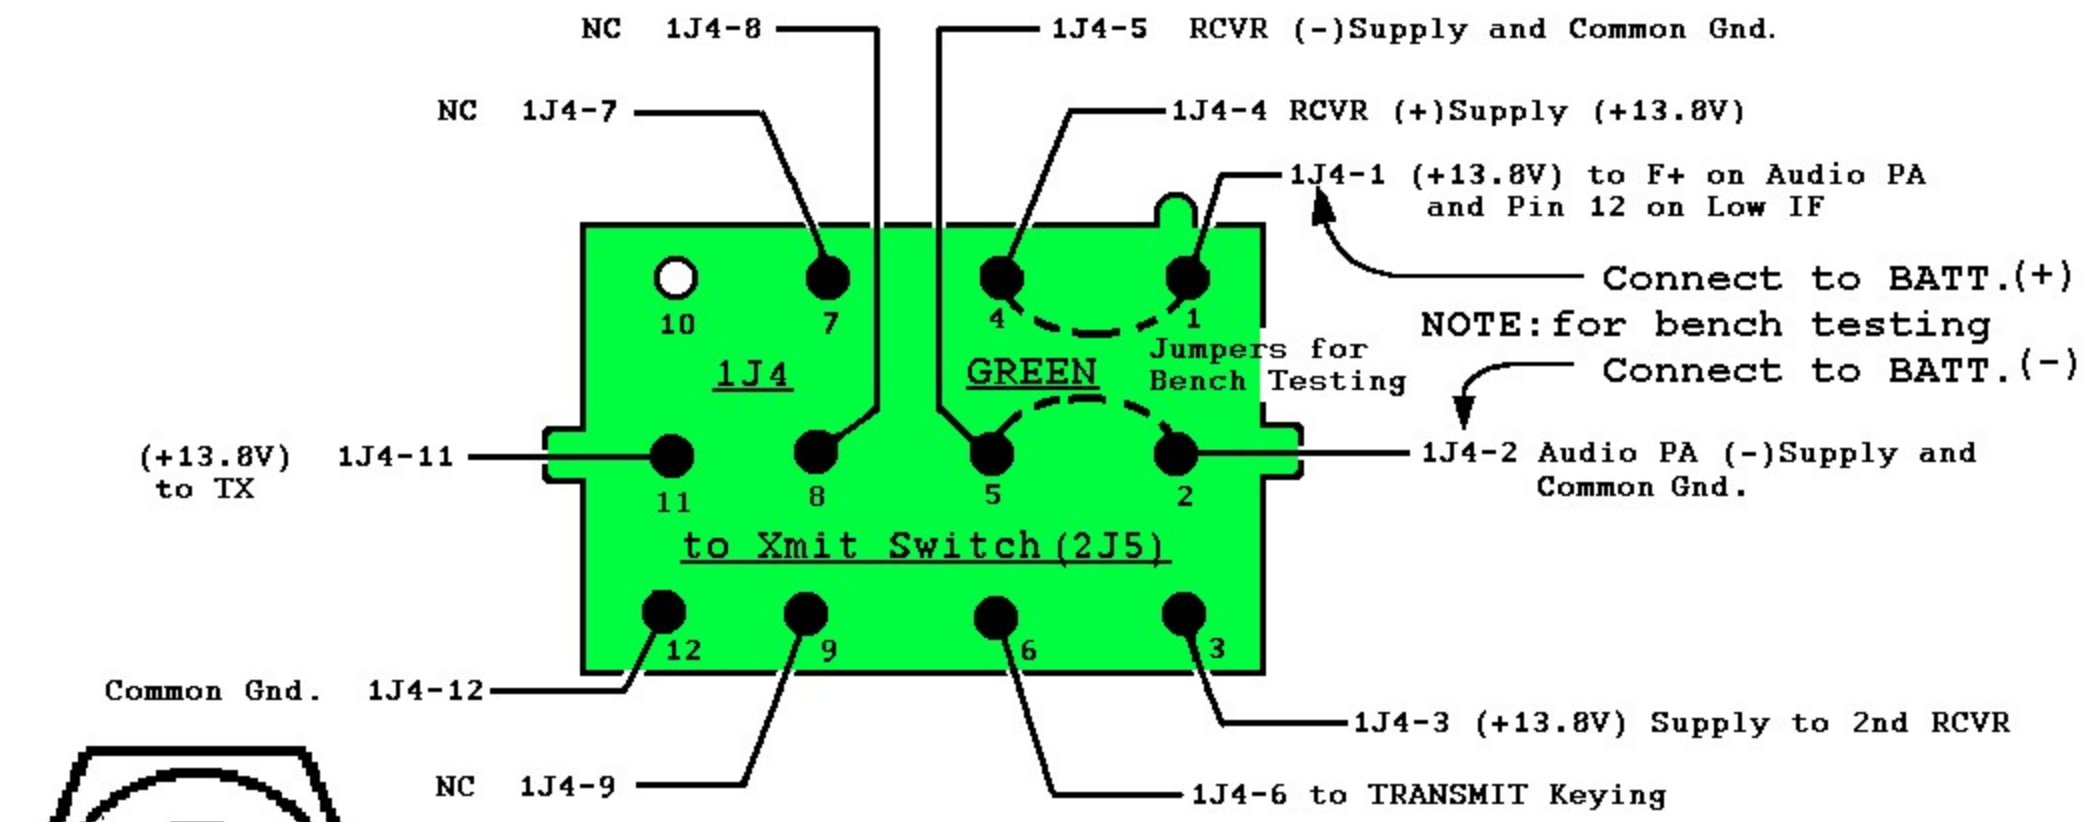 NC 1J4-8
1J4-5 RCVR (-)Supply and Common Gnd.
NC 1J4-7
1J4-4 RCVR (+)Supply (+13.8V)
1J4-1 (+13.8V) to F+ on Audio PA
and Pin 12 on Low IF
Connect to BATT.(+)
NOTE:for bench testing
Connect to BATT.(-)
10
7
4
1
Jumpers for
Bench Testing
1J4
GREEN
(+13.8V) 1J4-11
to TX
1J4-2 Audio PA (-)Supply and
Common Gnd.
11
8
5
2
to Xmit Switch(2J5)
12
9
6
3
Common Gnd. 1J4-12
1J4-3 (+13.8V) Supply to 2nd RCVR
NC 1J4-9
1J4-6 to TRANSMIT Keying